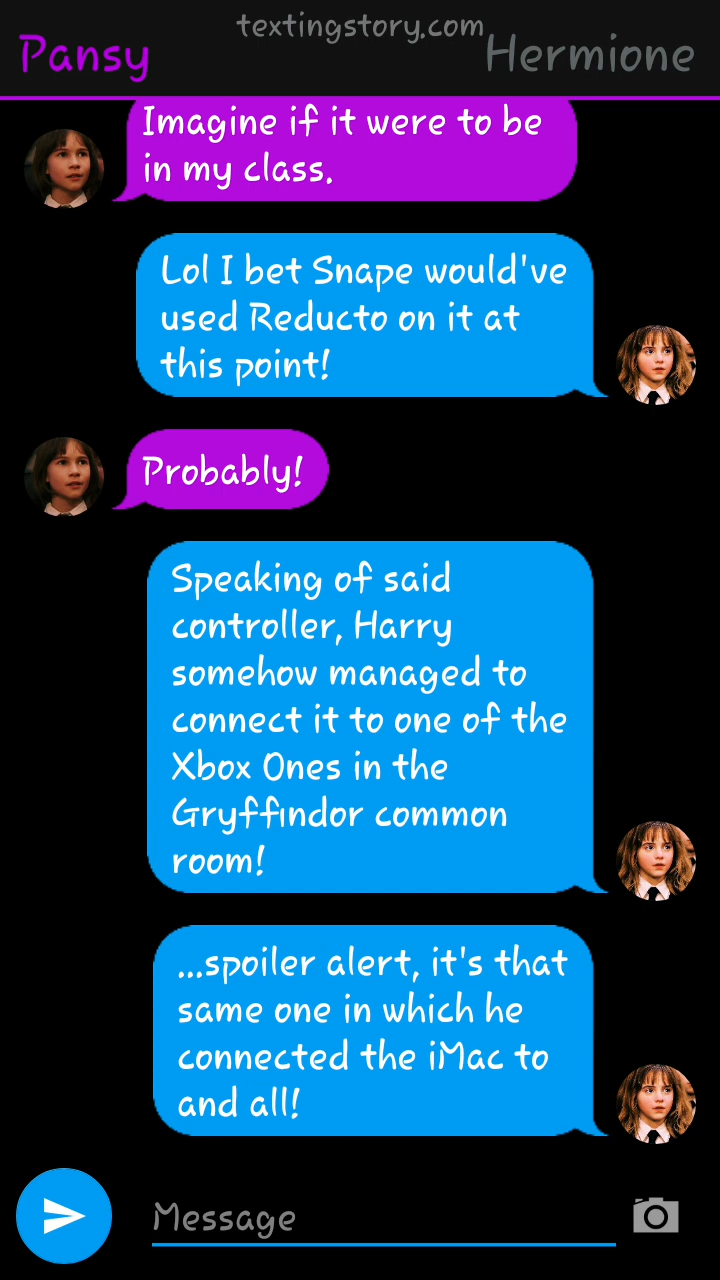 textingstory.com
Pansy
Hermione
Imagine if it were to be
in my class.
Lol I bet Snape would've
used Reducto on it at
this point!
Probably!
Speaking of said
controller, Harry
somehow managed to
connect it to one of the
Xbox Ones in the
Gryffindor common
room!
...spoiler alert, it's that
same one in which he
connected the iMac to
and all!
Message